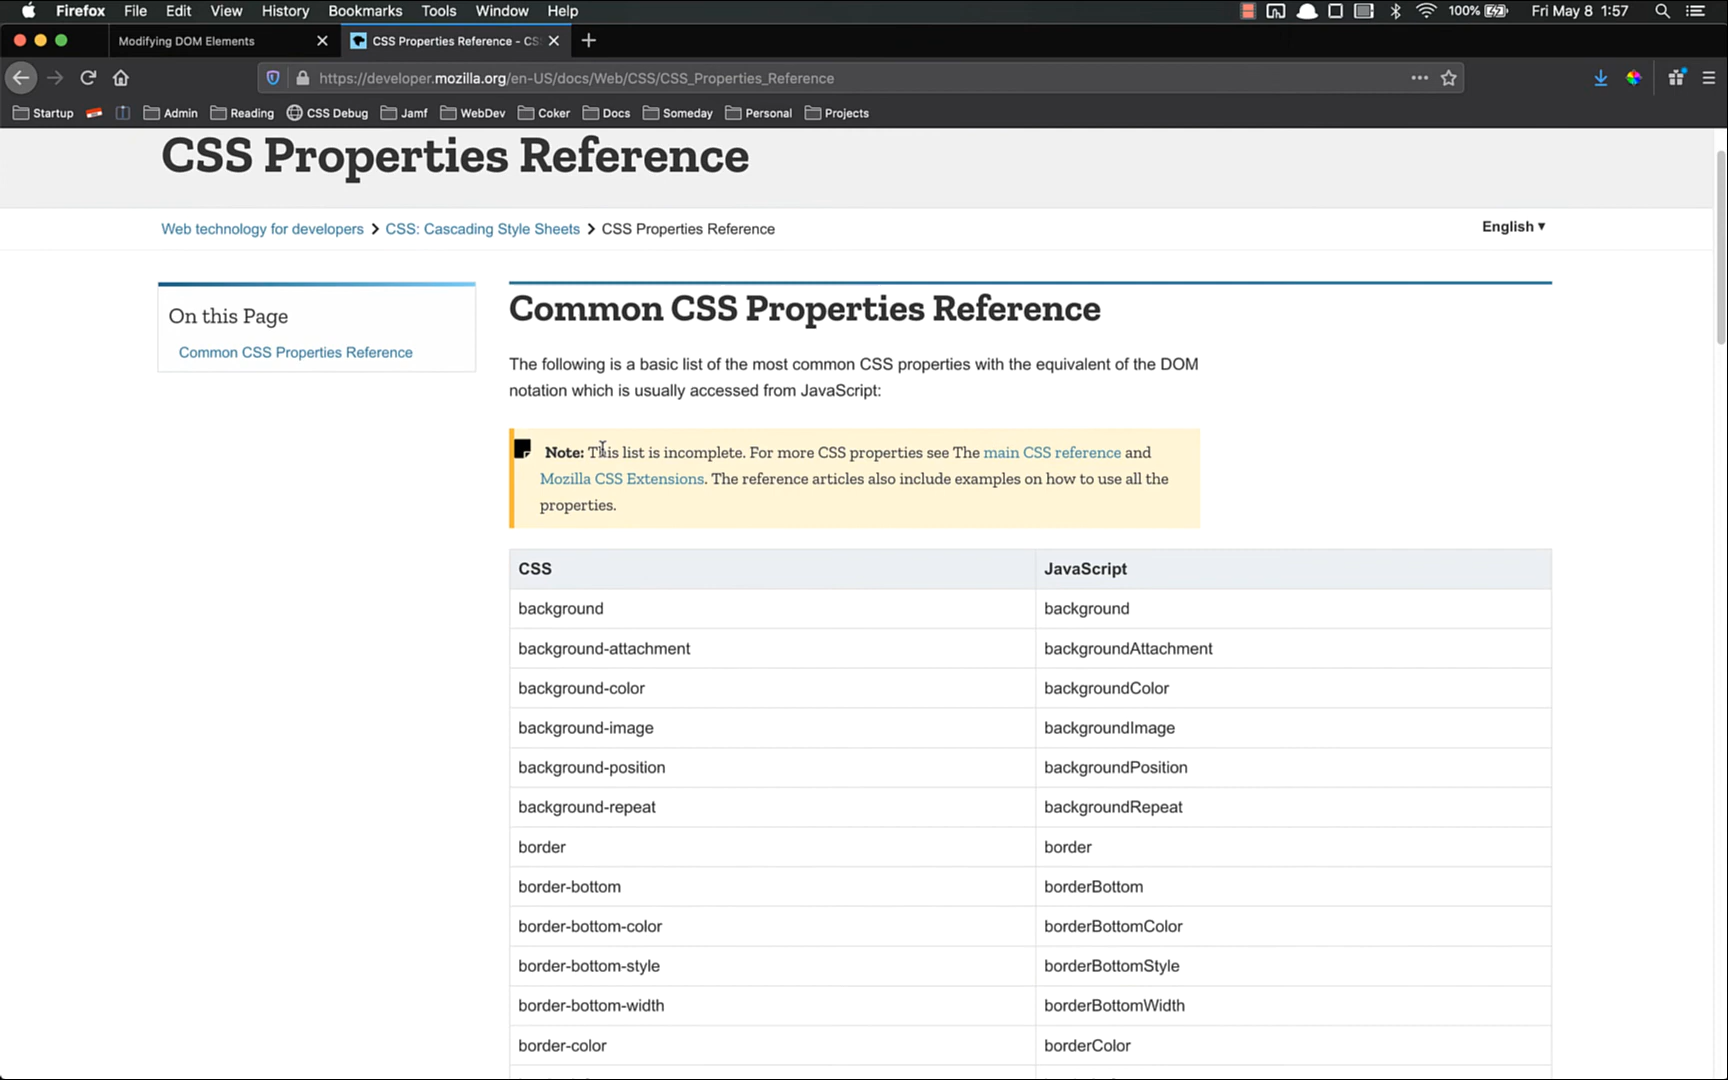 Firefox File Edit View History Bookmarks Tools Window Help 100% Fri May 8 1:57
Modifying DOM Elements CSS Properties Reference - CS
https://developer.mozilla.org/en-US/docs/Web/CSS/CSS_Properties_Reference
Startup Admin Reading CSS Debug Jamf WebDev Coker Docs Someday Personal Projects
CSS Properties Reference
Web technology for developers CSS: Cascading Style Sheets CSS Properties Reference English
On this Page
Common CSS Properties Reference
Common CSS Properties Reference
The following is a basic list of the most common CSS properties with the equivalent of the DOM
notation which is usually accessed from JavaScript:
Note: This list is incomplete. For more CSS properties see The main CSS reference and
Mozilla CSS Extensions. The reference articles also include examples on how to use all the
properties.
CSS JavaScript
background background
background-attachment backgroundAttachment
background-color backgroundColor
background-image backgroundImage
background-position backgroundPosition
background-repeat backgroundRepeat
border border
border-bottom borderBottom
border-bottom-color borderBottomColor
border-bottom-style borderBottomStyle
border-bottom-width borderBottomWidth
border-color borderColor